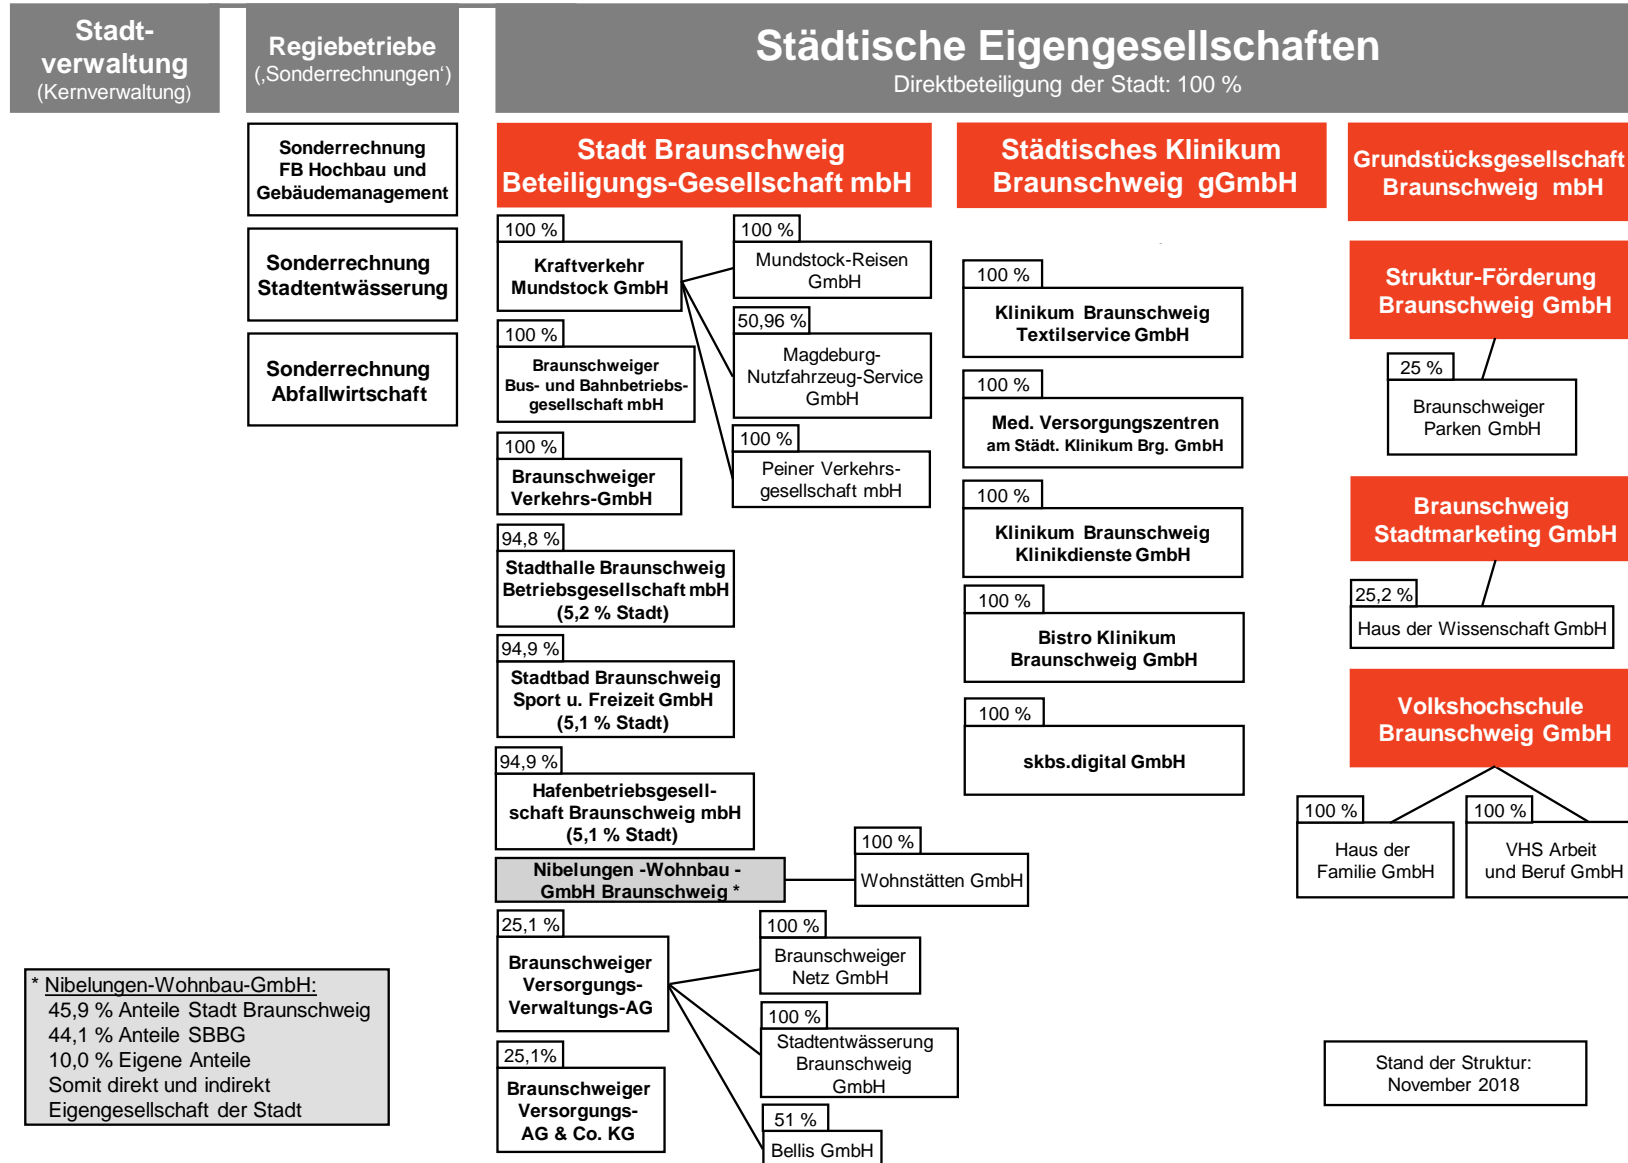 Stadt-
verwaltung
(Kernverwaltung)
Regiebetriebe
(‚Sonderrechnungen‘)
Städtische Eigengesellschaften
Direktbeteiligung der Stadt: 100 %
Sonderrechnung
FB Hochbau und
Gebäudemanagement
Sonderrechnung
Stadtentwässerung
Sonderrechnung
Abfallwirtschaft
Stadt Braunschweig
Beteiligungs-Gesellschaft mbH
100 %
Kraftverkehr
Mundstock GmbH
100 %
Mundstock-Reisen
GmbH
50,96 %
Magdeburg-
Nutzfahrzeug-Service
GmbH
100 %
Peiner Verkehrs-
gesellschaft mbH
100 %
Braunschweiger
Bus- und Bahnbetriebs-
gesellschaft mbH
100 %
Braunschweiger
Verkehrs-GmbH
94,8 %
Stadthalle Braunschweig
Betriebsgesellschaft mbH
(5,2 % Stadt)
94,9 %
Stadtbad Braunschweig
Sport u. Freizeit GmbH
(5,1 % Stadt)
94,9 %
Hafenbetriebsgesell-
schaft Braunschweig mbH
(5,1 % Stadt)
Nibelungen -Wohnbau -
GmbH Braunschweig *
100 %
Wohnstätten GmbH
25,1 %
Braunschweiger
Versorgungs-
Verwaltungs-AG
100 %
Braunschweiger
Netz GmbH
100 %
Stadtentwässerung
Braunschweig
GmbH
51 %
Bellis GmbH
25,1%
Braunschweiger
Versorgungs-
AG & Co. KG
Städtisches Klinikum
Braunschweig gGmbH
100 %
Klinikum Braunschweig
Textilservice GmbH
100 %
Med. Versorgungszentren
am Städt. Klinikum Brg. GmbH
100 %
Klinikum Braunschweig
Klinikdienste GmbH
100 %
Bistro Klinikum
Braunschweig GmbH
100 %
skbs.digital GmbH
Grundstücksgesellschaft
Braunschweig mbH
Struktur-Förderung
Braunschweig GmbH
25 %
Braunschweiger
Parken GmbH
Braunschweig
Stadtmarketing GmbH
25,2 %
Haus der Wissenschaft GmbH
Volkshochschule
Braunschweig GmbH
100 %
Haus der
Familie GmbH
100 %
VHS Arbeit
und Beruf GmbH
* Nibelungen-Wohnbau-GmbH:
45,9 % Anteile Stadt Braunschweig
44,1 % Anteile SBBG
10,0 % Eigene Anteile
Somit direkt und indirekt
Eigengesellschaft der Stadt
Stand der Struktur:
November 2018